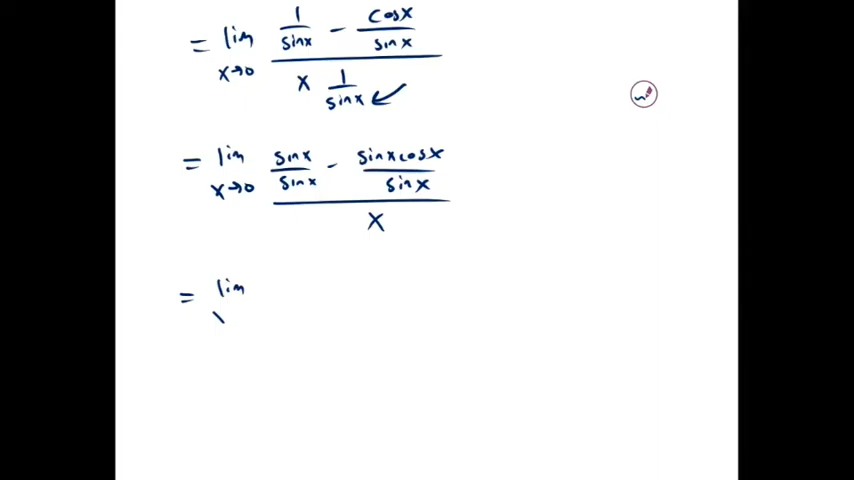 = lim x→0 (1/sinx - cosx/sinx) / (x 1/sinx) ↙
= lim x→0 (sinx/sinx - sinxcosx/sinx) / x
= lim